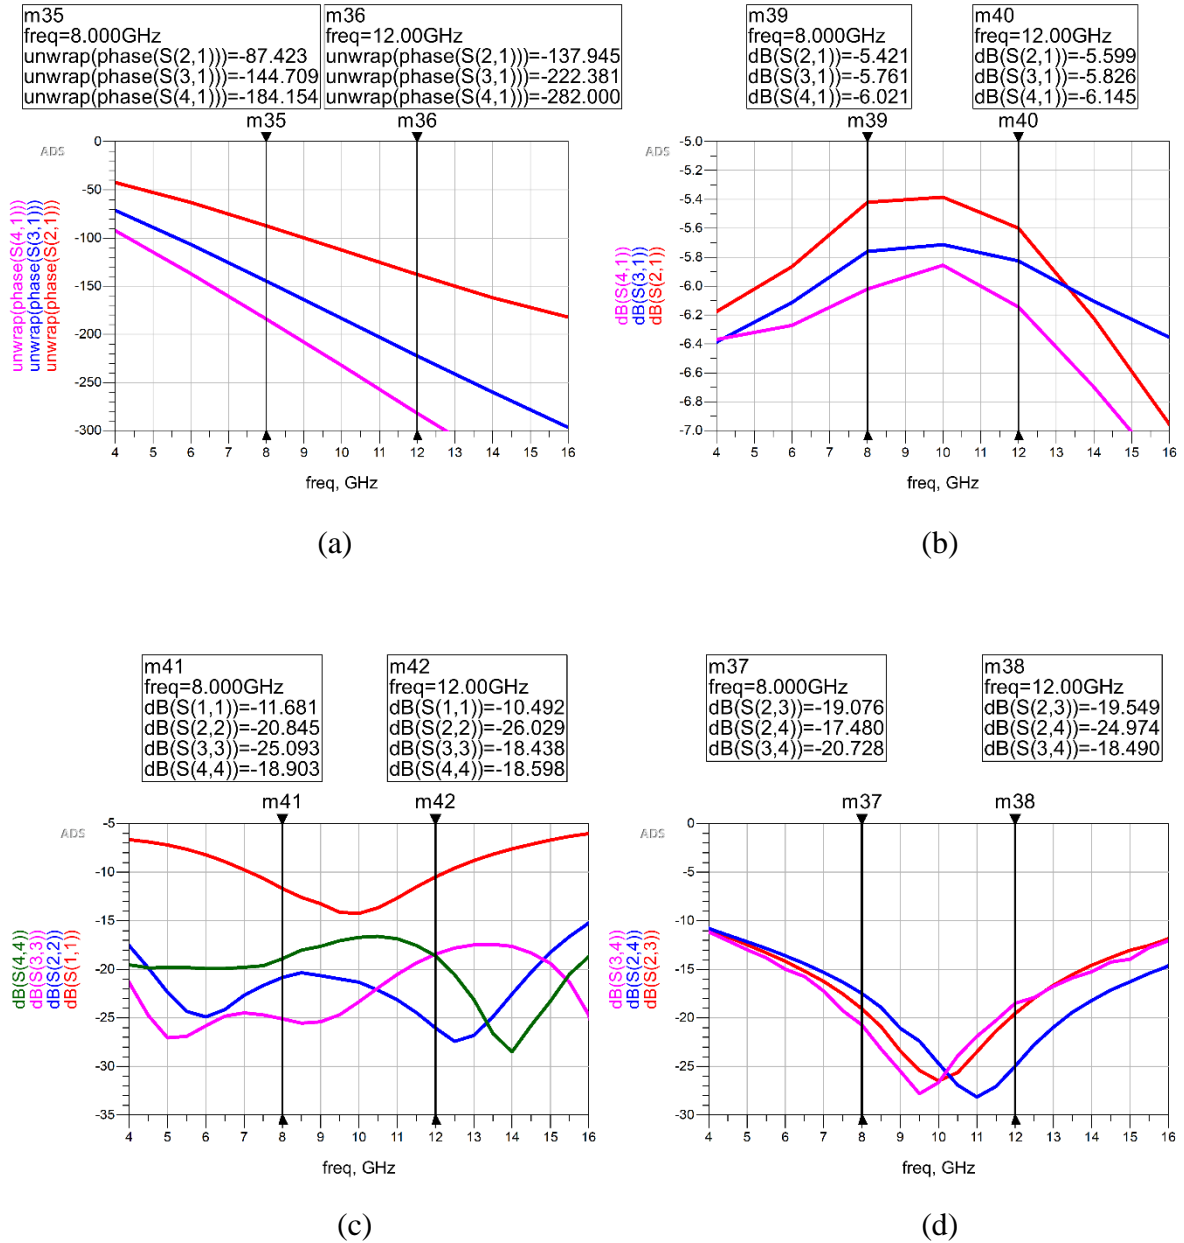 m35
freq=8.000GHz
unwrap(phase(S(2,1)))=-87.423
unwrap(phase(S(3,1)))=-144.709
unwrap(phase(S(4,1)))=-184.154
m36
freq=12.00GHz
unwrap(phase(S(2,1)))=-137.945
unwrap(phase(S(3,1)))=-222.381
unwrap(phase(S(4,1)))=-282.000
m35
m36
ADS
0
-50
-100
-150
-200
-250
-300
unwrap(phase(S(4,1)))
unwrap(phase(S(3,1)))
unwrap(phase(S(2,1)))
4 5 6 7 8 9 10 11 12 13 14 15 16
freq, GHz
(a)
m39
freq=8.000GHz
dB(S(2,1))=-5.421
dB(S(3,1))=-5.761
dB(S(4,1))=-6.021
m40
freq=12.00GHz
dB(S(2,1))=-5.599
dB(S(3,1))=-5.826
dB(S(4,1))=-6.145
m39
m40
ADS
-5.0
-5.2
-5.4
-5.6
-5.8
-6.0
-6.2
-6.4
-6.6
-6.8
-7.0
dB(S(4,1))
dB(S(3,1))
dB(S(2,1))
4 5 6 7 8 9 10 11 12 13 14 15 16
freq, GHz
(b)
m41
freq=8.000GHz
dB(S(1,1))=-11.681
dB(S(2,2))=-20.845
dB(S(3,3))=-25.093
dB(S(4,4))=-18.903
m42
freq=12.00GHz
dB(S(1,1))=-10.492
dB(S(2,2))=-26.029
dB(S(3,3))=-18.438
dB(S(4,4))=-18.598
m41
m42
ADS
-5
-10
-15
-20
-25
-30
-35
dB(S(4,4))
dB(S(3,3))
dB(S(2,2))
dB(S(1,1))
4 5 6 7 8 9 10 11 12 13 14 15 16
freq, GHz
(c)
m37
freq=8.000GHz
dB(S(2,3))=-19.076
dB(S(2,4))=-17.480
dB(S(3,4))=-20.728
m38
freq=12.00GHz
dB(S(2,3))=-19.549
dB(S(2,4))=-24.974
dB(S(3,4))=-18.490
m37
m38
ADS
0
-5
-10
-15
-20
-25
-30
dB(S(3,4))
dB(S(2,4))
dB(S(2,3))
4 5 6 7 8 9 10 11 12 13 14 15 16
freq, GHz
(d)